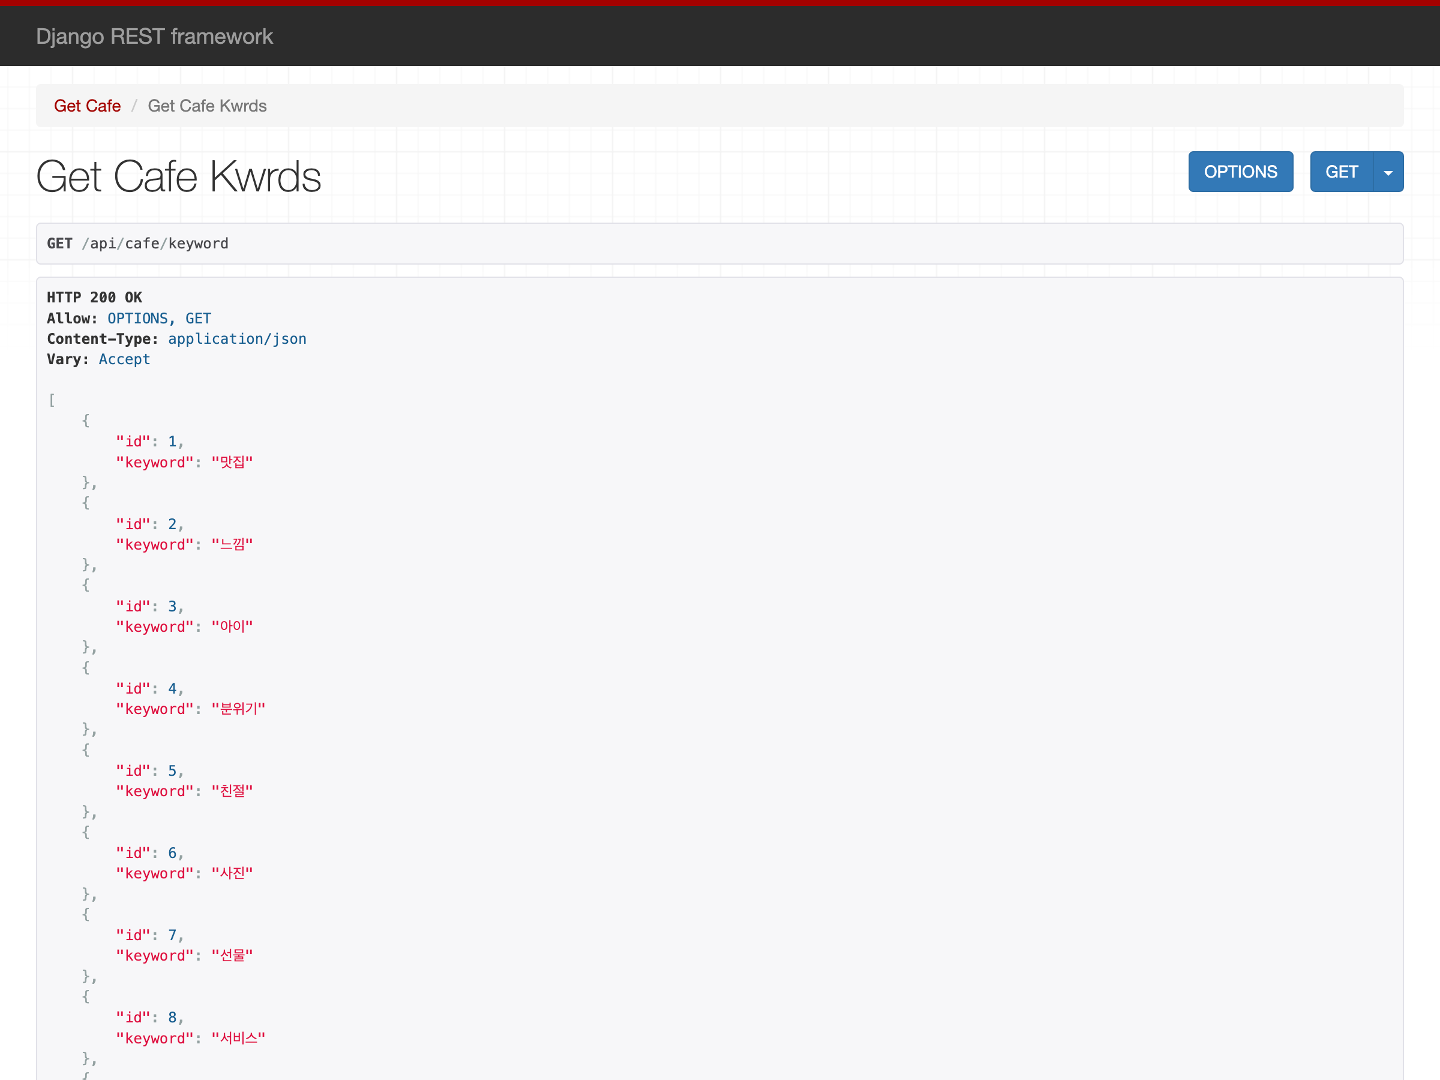 Django REST framework
Get Cafe / Get Cafe Kwrds
Get Cafe Kwrds
OPTIONS GET
GET /api/cafe/keyword
HTTP 200 OK
Allow: OPTIONS, GET
Content-Type: application/json
Vary: Accept
[
{
"id": 1,
"keyword": "맛집"
},
{
"id": 2,
"keyword": "느낌"
},
{
"id": 3,
"keyword": "아이"
},
{
"id": 4,
"keyword": "분위기"
},
{
"id": 5,
"keyword": "친절"
},
{
"id": 6,
"keyword": "사진"
},
{
"id": 7,
"keyword": "선물"
},
{
"id": 8,
"keyword": "서비스"
},
{